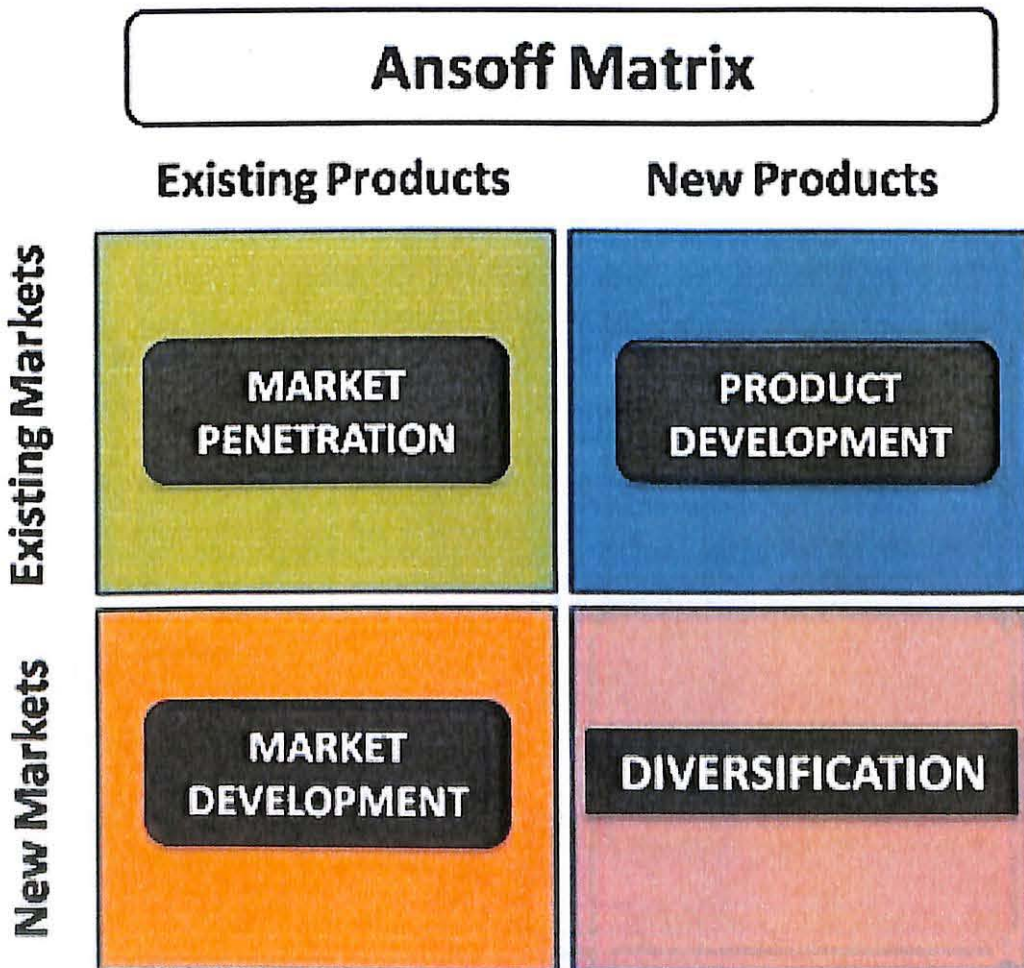 Ansoff Matrix
Existing Products
New Products
Existing Markets
MARKET
PENETRATION
PRODUCT
DEVELOPMENT
New Markets
MARKET
DEVELOPMENT
DIVERSIFICATION